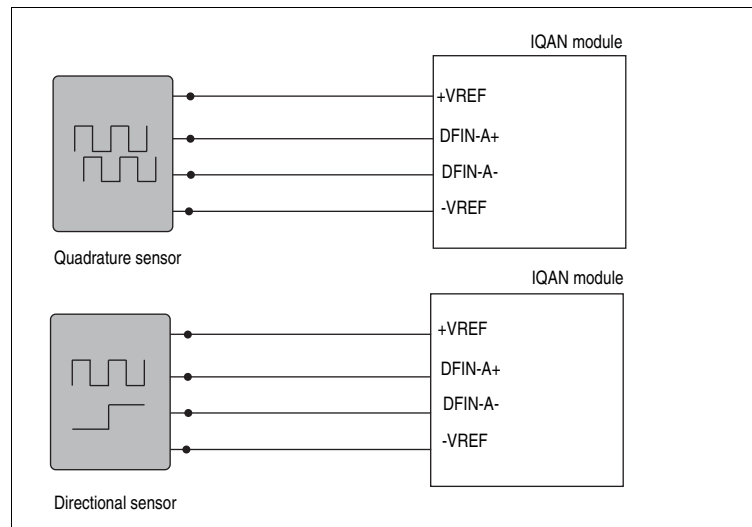 IQAN module
+VREF
DFIN-A+
DFIN-A-
-VREF
Quadrature sensor
IQAN module
+VREF
DFIN-A+
DFIN-A-
-VREF
Directional sensor